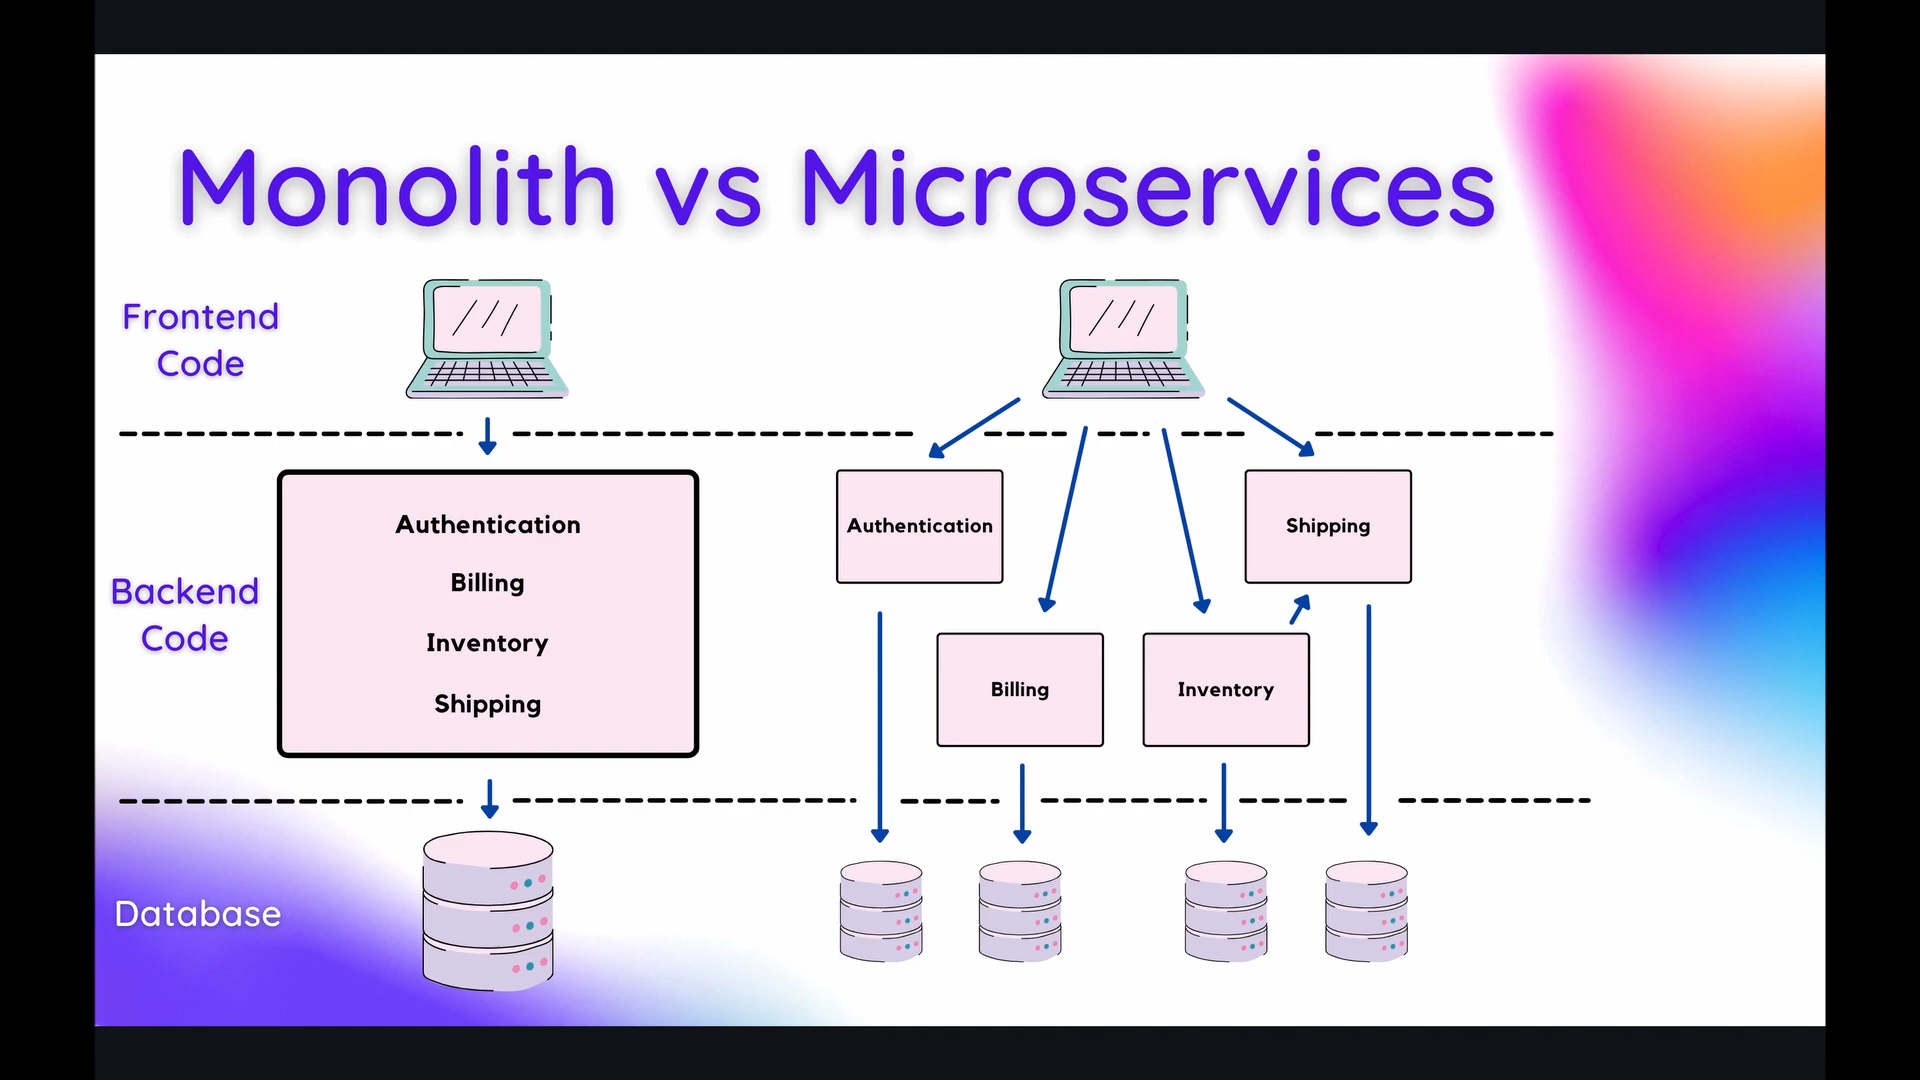 Monolith vs Microservices
Frontend
Code
Backend
Code
Database
Authentication
Billing
Inventory
Shipping
Authentication
Shipping
Billing
Inventory